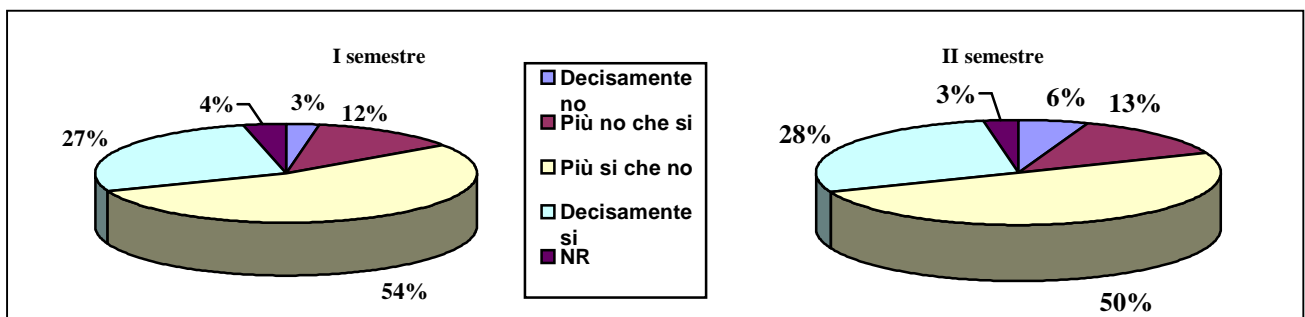 I semestre
4%
3%
12%
27%
54%
Decisamente
no
Più no che si
Più si che no
Decisamente
si
NR
II semestre
3%
6%
13%
28%
50%